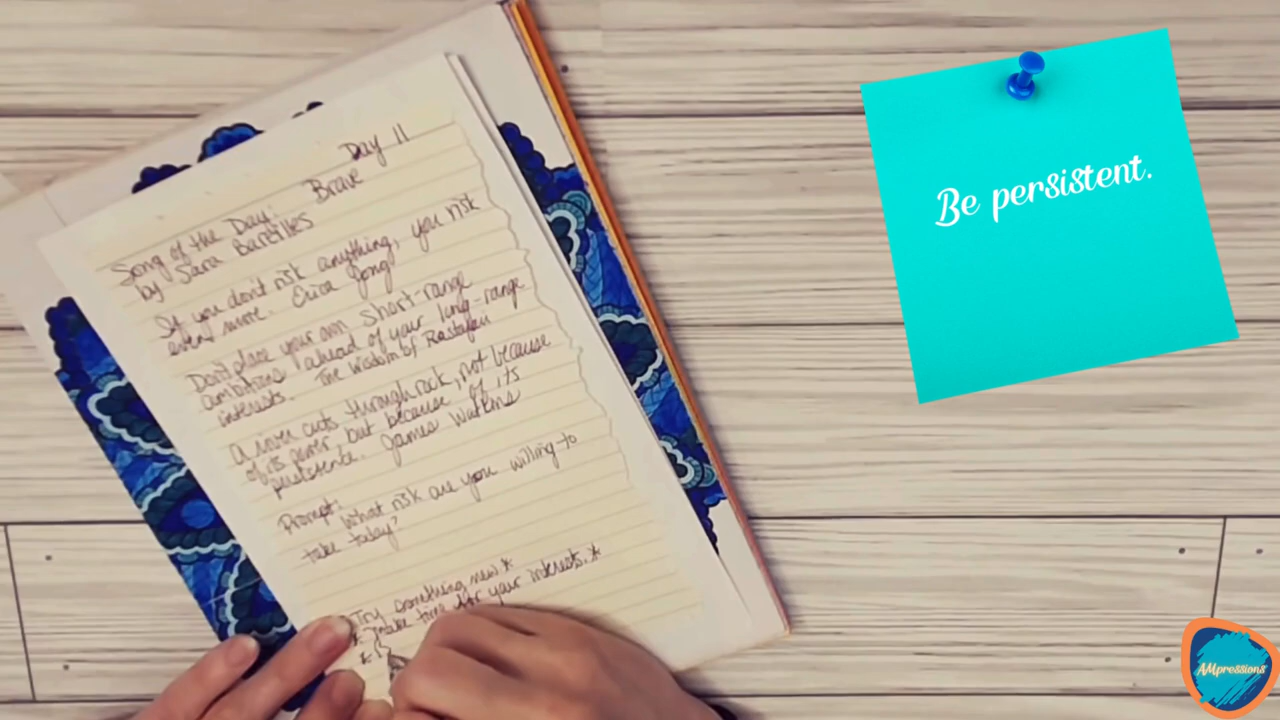 Day 11
Song of the Day: Brave
by Sara Bareilles
If you don't risk anything, you risk
even more. Erica Jong
Don't place your own short-range
ambitions ahead of your long-range
interests. The Wisdom of
A river cuts through rock, not because
of its power, but because of its
persistence. James Watkins
Prompt:
What risk are you willing to
take today?
* Try something new *
* make time for your interests. *
*
Be persistent.
AMpressions